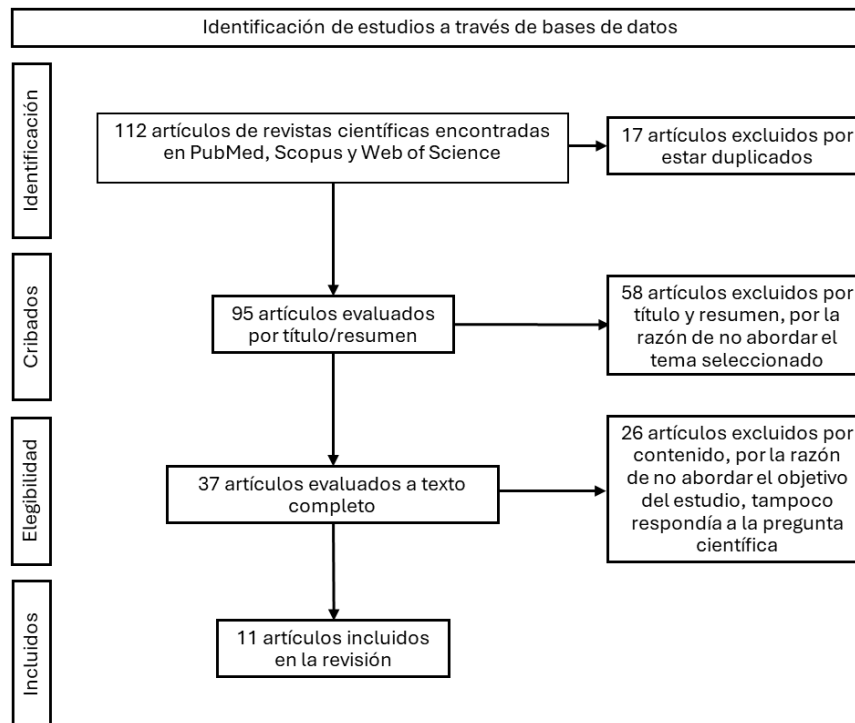 Identificación de estudios a través de bases de datos
Identificación
112 artículos de revistas científicas encontradas
en PubMed, Scopus y Web of Science
17 artículos excluidos por
estar duplicados
Cribados
95 artículos evaluados
por título/resumen
58 artículos excluidos por
título y resumen, por la
razón de no abordar el
tema seleccionado
Elegibilidad
37 artículos evaluados a texto
completo
26 artículos excluidos por
contenido, por la razón
de no abordar el objetivo
del estudio, tampoco
respondía a la pregunta
científica
Incluidos
11 artículos incluidos
en la revisión